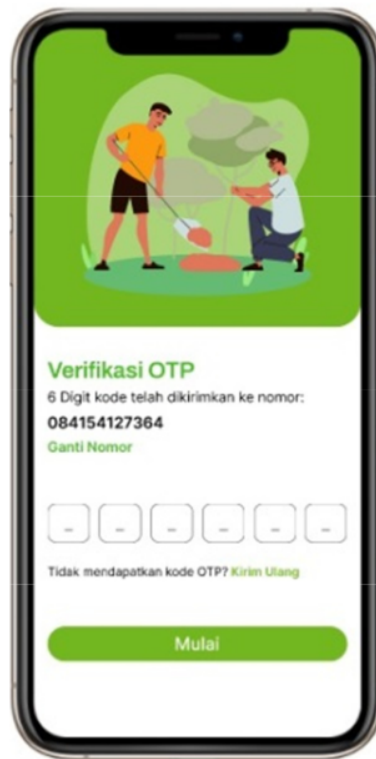 Verifikasi OTP
6 Digit kode telah dikirimkan ke nomor:
084154127364
Ganti Nomor
Tidak mendapatkan kode OTP? Kirim Ulang
Mulai